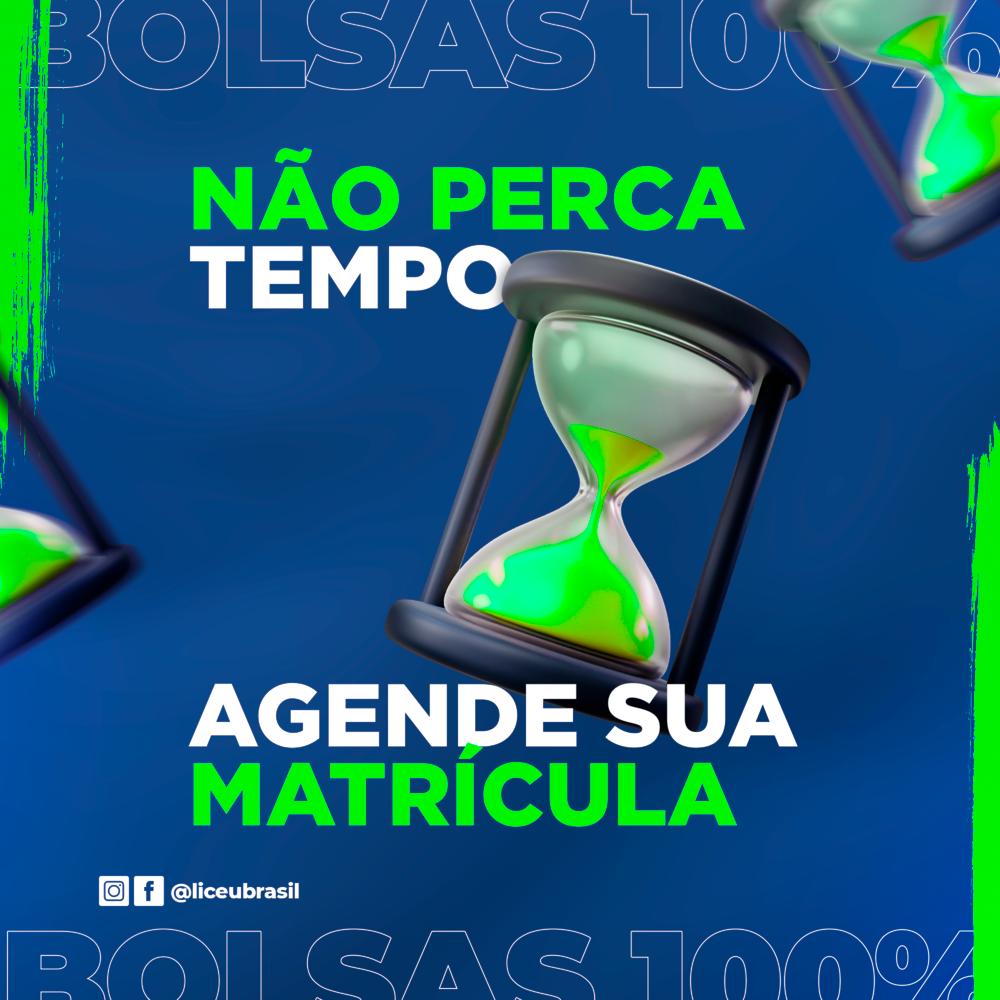 BOLSAS 100%
NÃO PERCA
TEMPO
AGENDE SUA
MATRÍCULA
@liceubrasil
BOLSAS 100%